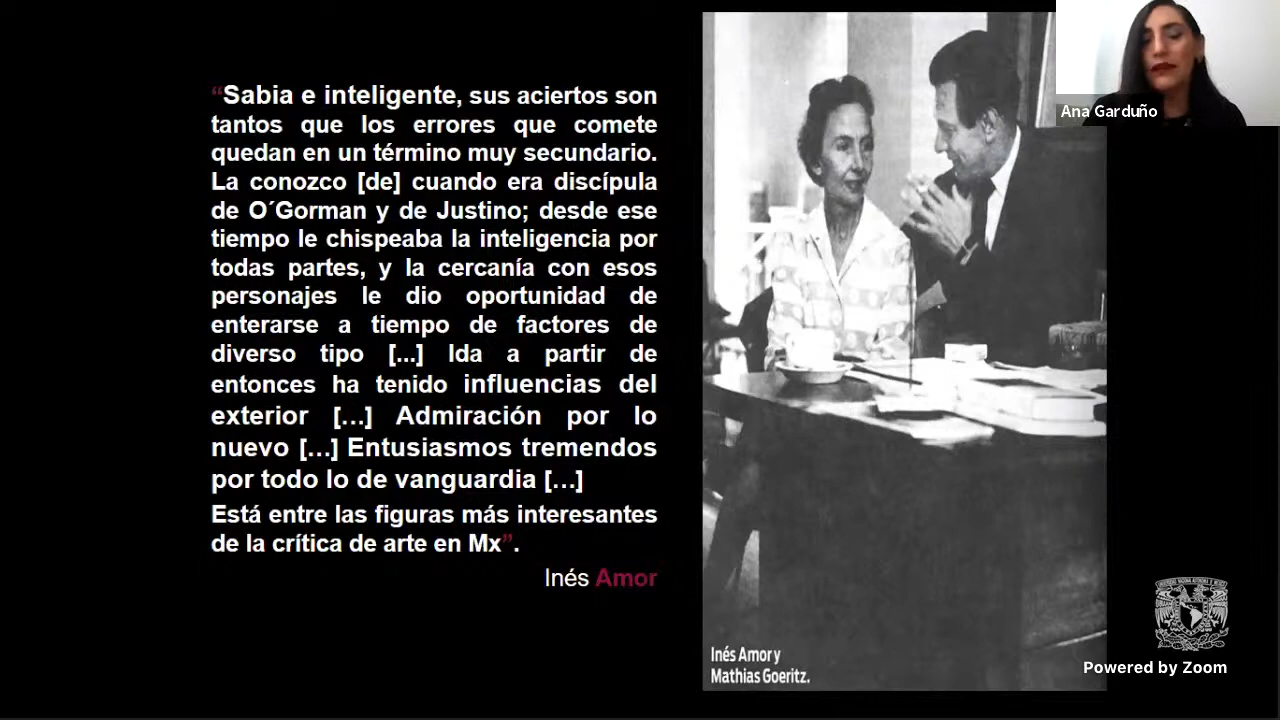 “Sabia e inteligente, sus aciertos son
tantos que los errores que comete
quedan en un término muy secundario.
La conozco [de] cuando era discípula
de O´Gorman y de Justino; desde ese
tiempo le chispeaba la inteligencia por
todas partes, y la cercanía con esos
personajes le dio oportunidad de
enterarse a tiempo de factores de
diverso tipo [...] Ida a partir de
entonces ha tenido influencias del
exterior [...] Admiración por lo
nuevo [...] Entusiasmos tremendos
por todo lo de vanguardia [...]
Está entre las figuras más interesantes
de la crítica de arte en Mx”.
Inés Amor
Inés Amor y
Mathias Goeritz.
Ana Garduño
Powered by Zoom